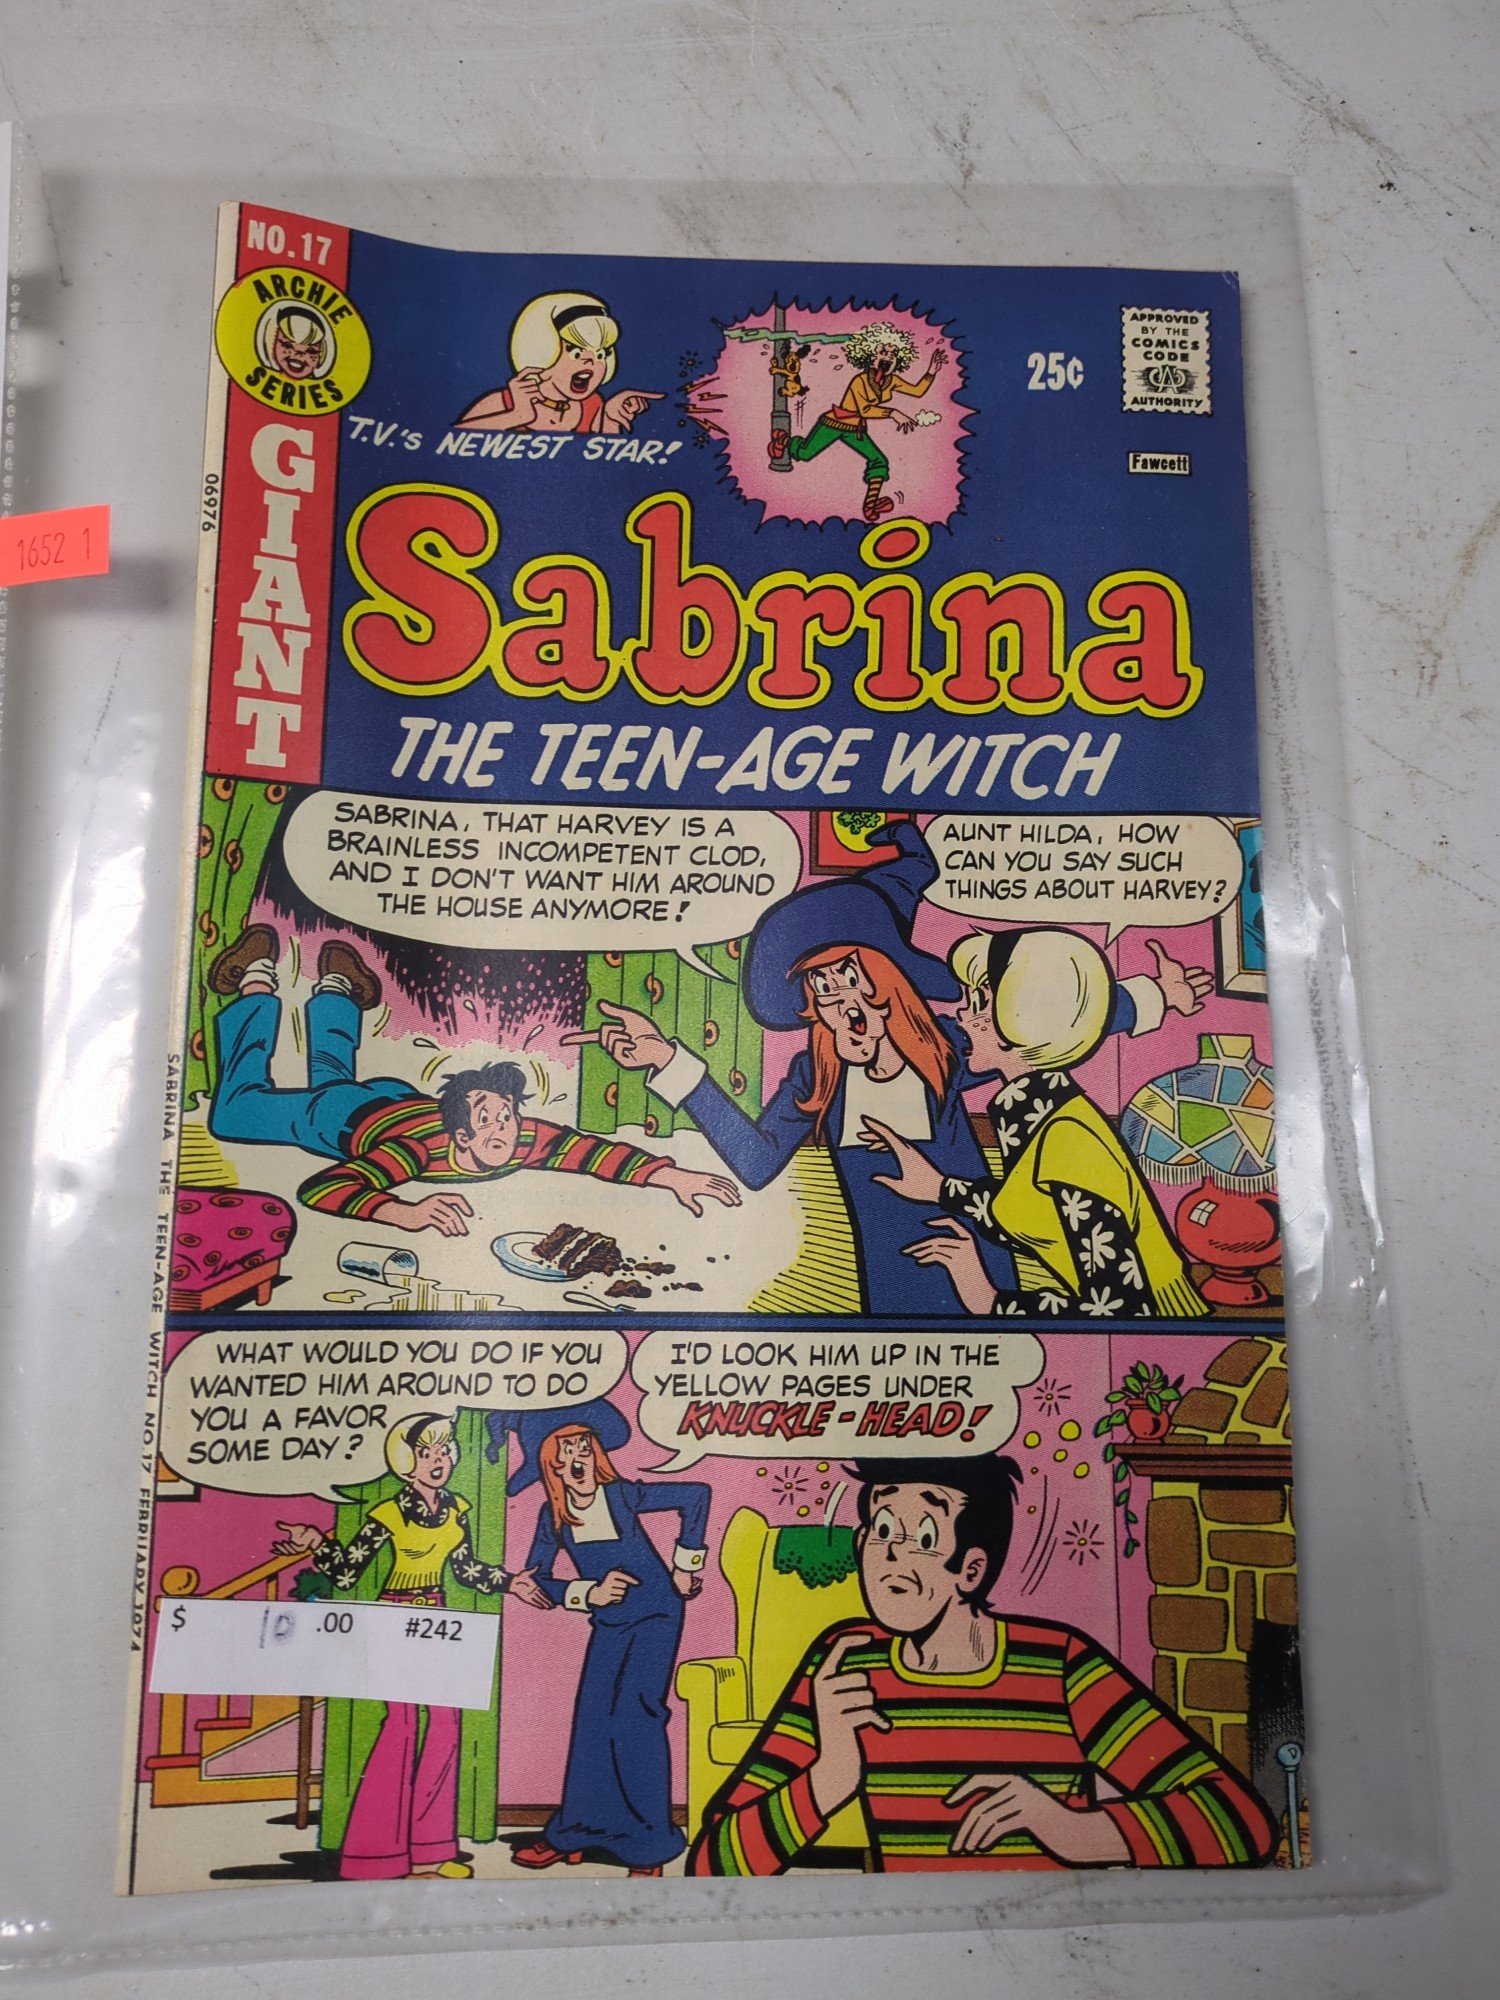 NO.17
ARCHIE
SERIES
GIANT
T.V.'s NEWEST STAR!
25¢
APPROVED
BY THE
COMICS
CODE
CA
AUTHORITY
Fawcett
06976
1652 1
Sabrina
THE TEEN-AGE WITCH
SABRINA, THAT HARVEY IS A
BRAINLESS INCOMPETENT CLOD,
AND I DON'T WANT HIM AROUND
THE HOUSE ANYMORE!
AUNT HILDA, HOW
CAN YOU SAY SUCH
THINGS ABOUT HARVEY?
SABRINA THE TEEN-AGE WITCH NO.17 FEBRUARY 1974
WHAT WOULD YOU DO IF YOU
WANTED HIM AROUND TO DO
YOU A FAVOR
SOME DAY?
I'D LOOK HIM UP IN THE
YELLOW PAGES UNDER
KNUCKLE-HEAD!
$ 10 .00 #242